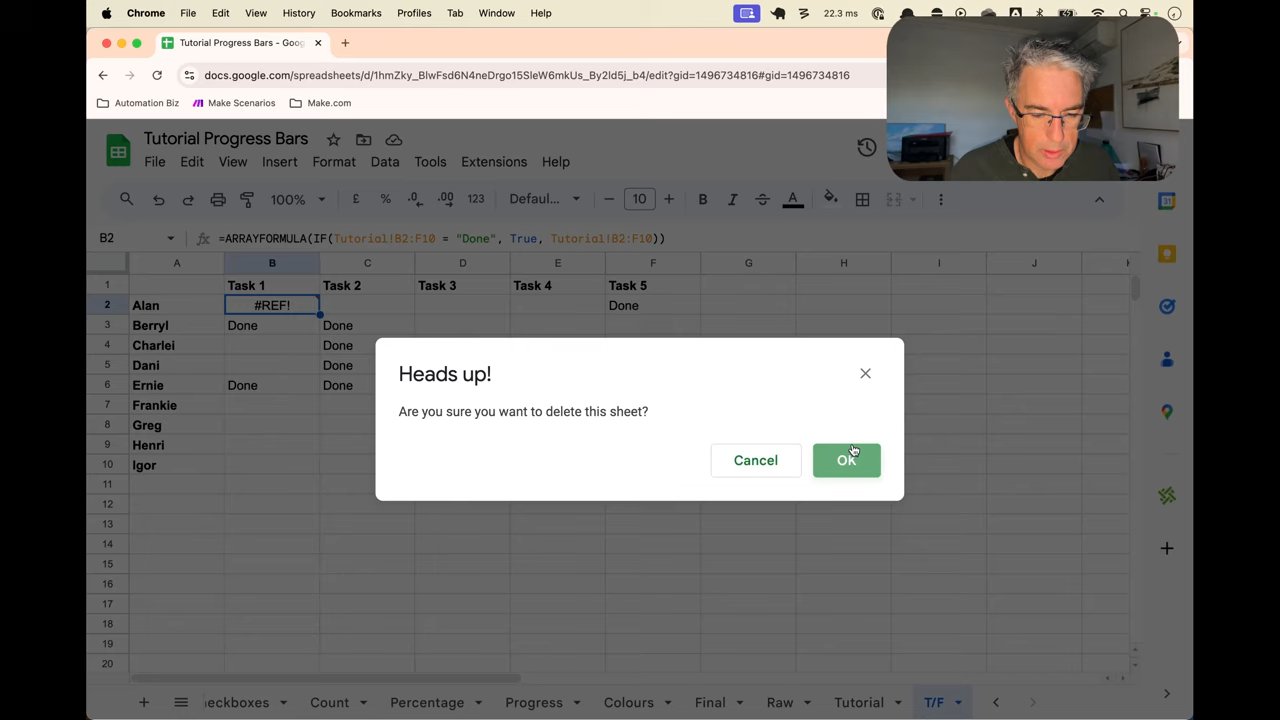 Chrome File Edit View History Bookmarks Profiles Tab Window Help 22.3 ms
Tutorial Progress Bars - Goog
docs.google.com/spreadsheets/d/1hmZky_BlwFsd6N4neDrgo15SleW6mkUs_By2ld5j_b4/edit?gid=1496734816#gid=1496734816
Automation Biz Make Scenarios Make.com
Tutorial Progress Bars
File Edit View Insert Format Data Tools Extensions Help
100% £ % .0 .00 123 Defaul... 10 B I S A
B2 fx =ARRAYFORMULA(IF(Tutorial!B2:F10 = "Done", True, Tutorial!B2:F10))
A B C D E F G H I J
1 Task 1 Task 2 Task 3 Task 4 Task 5
2 Alan #REF! Done
3 Berryl Done Done
4 Charlei Done
5 Dani Done
6 Ernie Done Done
7 Frankie
8 Greg
9 Henri
10 Igor
11
12
13
14
15
16
17
18
19
20
Heads up!
Are you sure you want to delete this sheet?
Cancel OK
eckboxes Count Percentage Progress Colours Final Raw Tutorial T/F